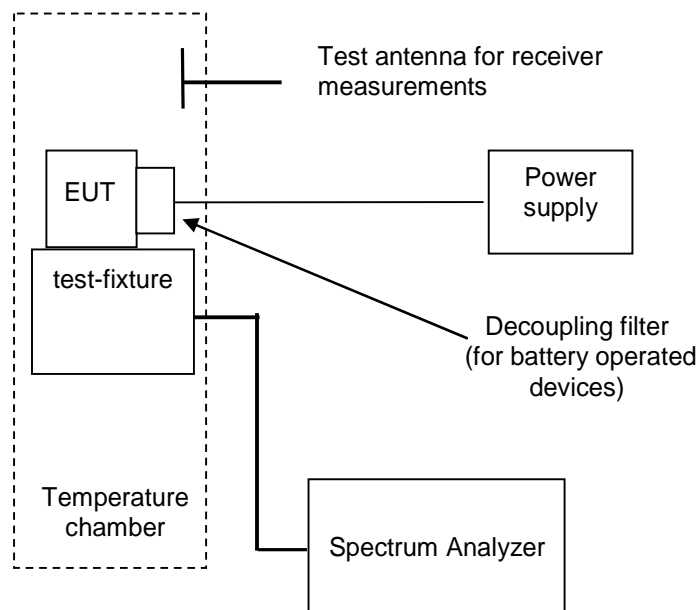 Test antenna for receiver
measurements
EUT
Power
supply
test-fixture
Decoupling filter
(for battery operated
devices)
Temperature
chamber
Spectrum Analyzer